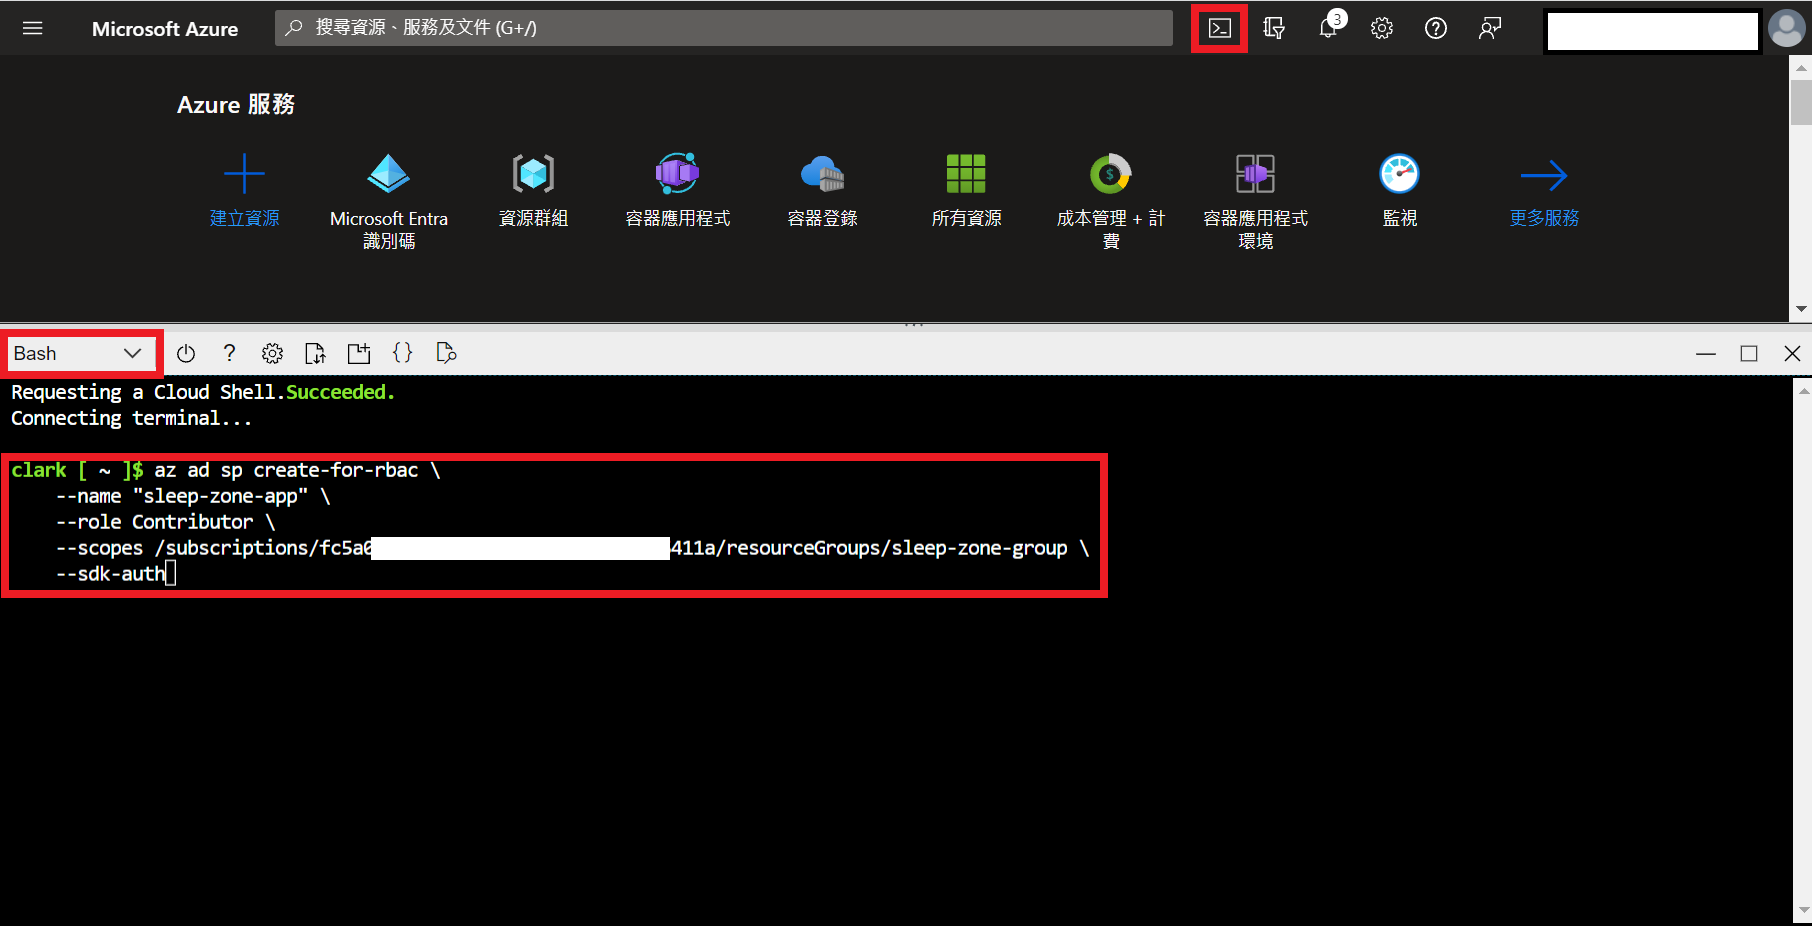 Microsoft Azure
搜尋資源、服務及文件 (G+/)
3
Azure 服務
建立資源
Microsoft Entra
識別碼
資源群組
容器應用程式
容器登錄
所有資源
成本管理 + 計
費
容器應用程式
環境
監視
更多服務
Bash
Requesting a Cloud Shell.Succeeded.
Connecting terminal...
clark [ ~ ]$ az ad sp create-for-rbac \
--name "sleep-zone-app" \
--role Contributor \
--scopes /subscriptions/fc5a0 411a/resourceGroups/sleep-zone-group \
--sdk-auth